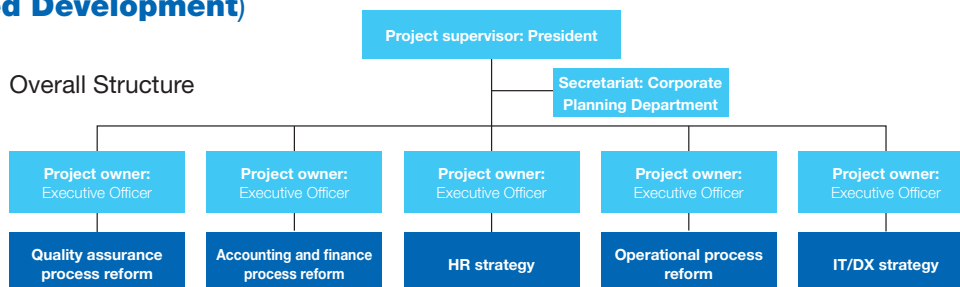 ed Development)
Project supervisor: President
Overall Structure
Secretariat: Corporate
Planning Department
Project owner:
Executive Officer
Project owner:
Executive Officer
Project owner:
Executive Officer
Project owner:
Executive Officer
Project owner:
Executive Officer
Quality assurance
process reform
Accounting and finance
process reform
HR strategy
Operational process
reform
IT/DX strategy